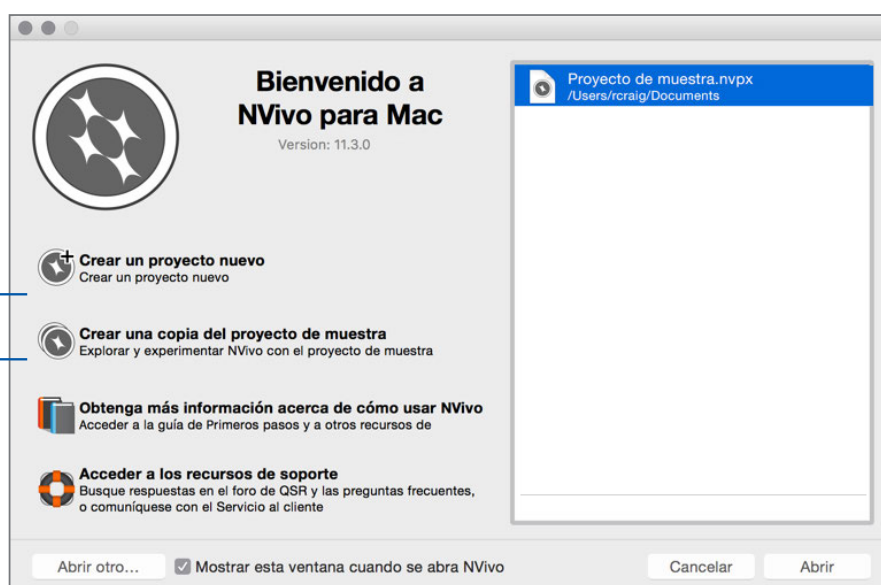 Bienvenido a
NVivo para Mac
Version: 11.3.0
Crear un proyecto nuevo
Crear un proyecto nuevo
Crear una copia del proyecto de muestra
Explorar y experimentar NVivo con el proyecto de muestra
Obtenga más información acerca de cómo usar NVivo
Acceder a la guía de Primeros pasos y a otros recursos de
Acceder a los recursos de soporte
Busque respuestas en el foro de QSR y las preguntas frecuentes,
o comuníquese con el Servicio al cliente
Proyecto de muestra.nvpx
/Users/rcraig/Documents
Abrir otro...
Mostrar esta ventana cuando se abra NVivo
Cancelar
Abrir